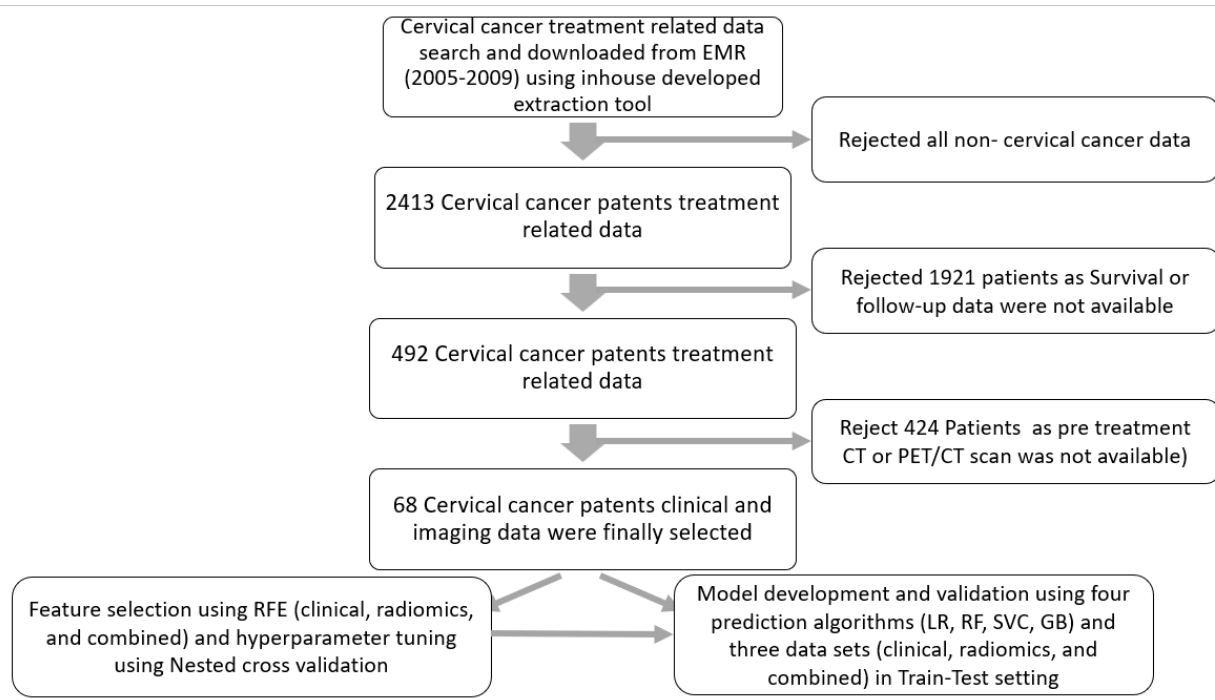 Cervical cancer treatment related data
search and downloaded from EMR
(2005-2009) using inhouse developed
extraction tool
Rejected all non- cervical cancer data
2413 Cervical cancer patents treatment
related data
Rejected 1921 patients as Survival or
follow-up data were not available
492 Cervical cancer patents treatment
related data
Reject 424 Patients as pre treatment
CT or PET/CT scan was not available)
68 Cervical cancer patents clinical and
imaging data were finally selected
Feature selection using RFE (clinical, radiomics,
and combined) and hyperparameter tuning
using Nested cross validation
Model development and validation using four
prediction algorithms (LR, RF, SVC, GB) and
three data sets (clinical, radiomics, and
combined) in Train-Test setting